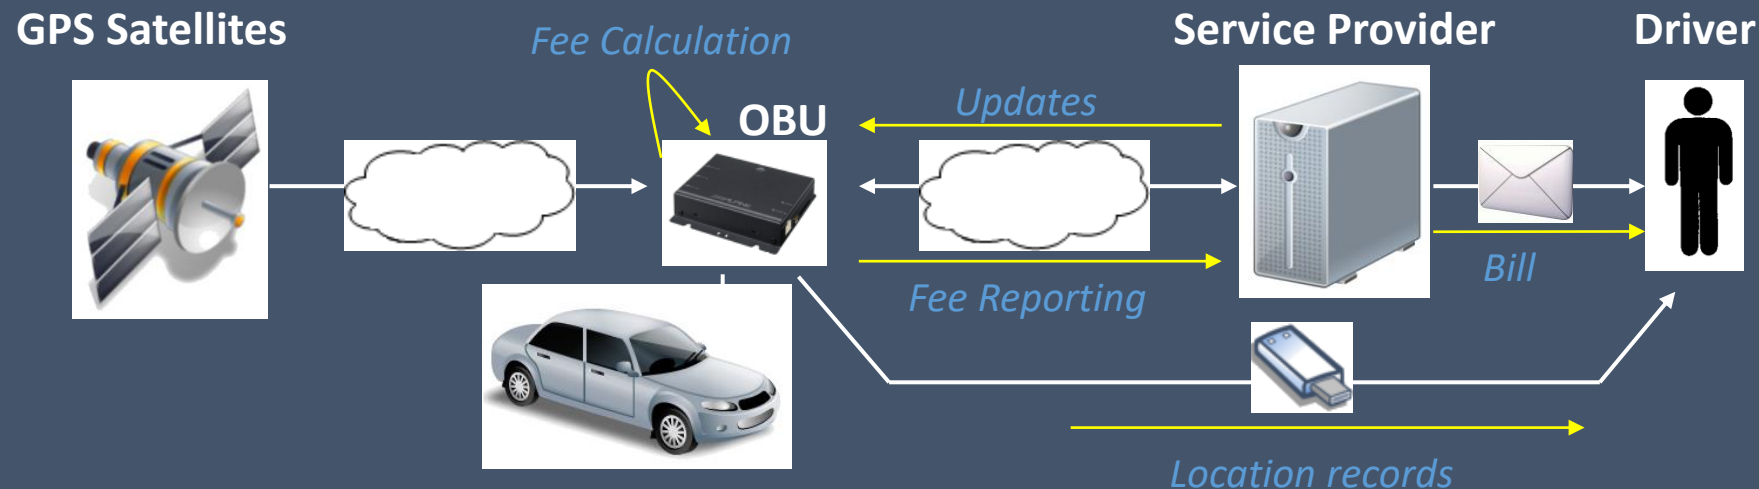 GPS Satellites
Fee Calculation
OBU
Updates
Service Provider
Driver
Fee Reporting
Bill
Location records